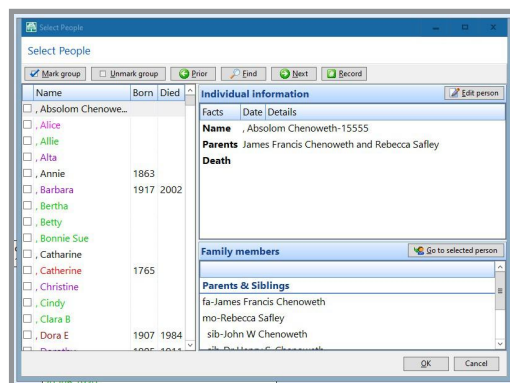 Select People
Select People
Mark group
Unmark group
Prior
Find
Next
Record
Name Born Died
, Absolom Chenowe...
, Alice
, Allie
, Alta
, Annie 1863
, Barbara 1917 2002
, Bertha
, Betty
, Bonnie Sue
, Catharine
, Catherine 1765
, Christine
, Cindy
, Clara B
, Dora E 1907 1984
Individual information
Edit person
Facts Date Details
Name , Absolom Chenoweth-15555
Parents James Francis Chenoweth and Rebecca Safley
Death
Family members
Go to selected person
Parents & Siblings
fa-James Francis Chenoweth
mo-Rebecca Safley
sib-John W Chenoweth
OK
Cancel